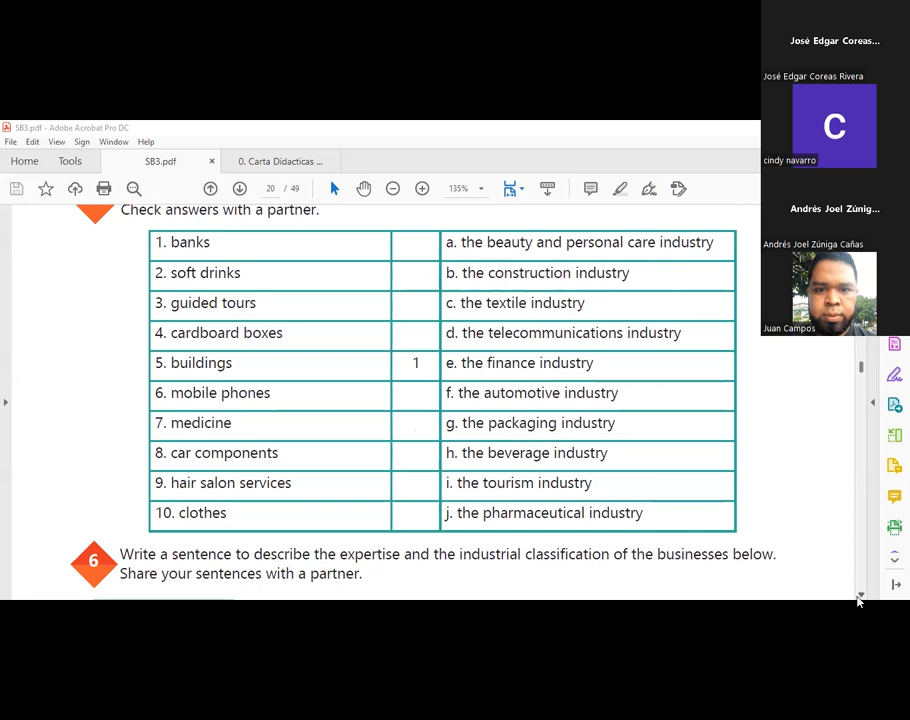 José Edgar Coreas...
José Edgar Coreas Rivera
C
cindy navarro
Andrés Joel Zúnig...
Andrés Joel Zúñiga Cañas
Juan Campos
SB3.pdf - Adobe Acrobat Pro DC
File Edit View Sign Window Help
Home Tools SB3.pdf × 0. Carta Didacticas ...
20 / 49 135%
Check answers with a partner.
1. banks a. the beauty and personal care industry
2. soft drinks b. the construction industry
3. guided tours c. the textile industry
4. cardboard boxes d. the telecommunications industry
5. buildings 1 e. the finance industry
6. mobile phones f. the automotive industry
7. medicine g. the packaging industry
8. car components h. the beverage industry
9. hair salon services i. the tourism industry
10. clothes j. the pharmaceutical industry
6 Write a sentence to describe the expertise and the industrial classification of the businesses below.
Share your sentences with a partner.